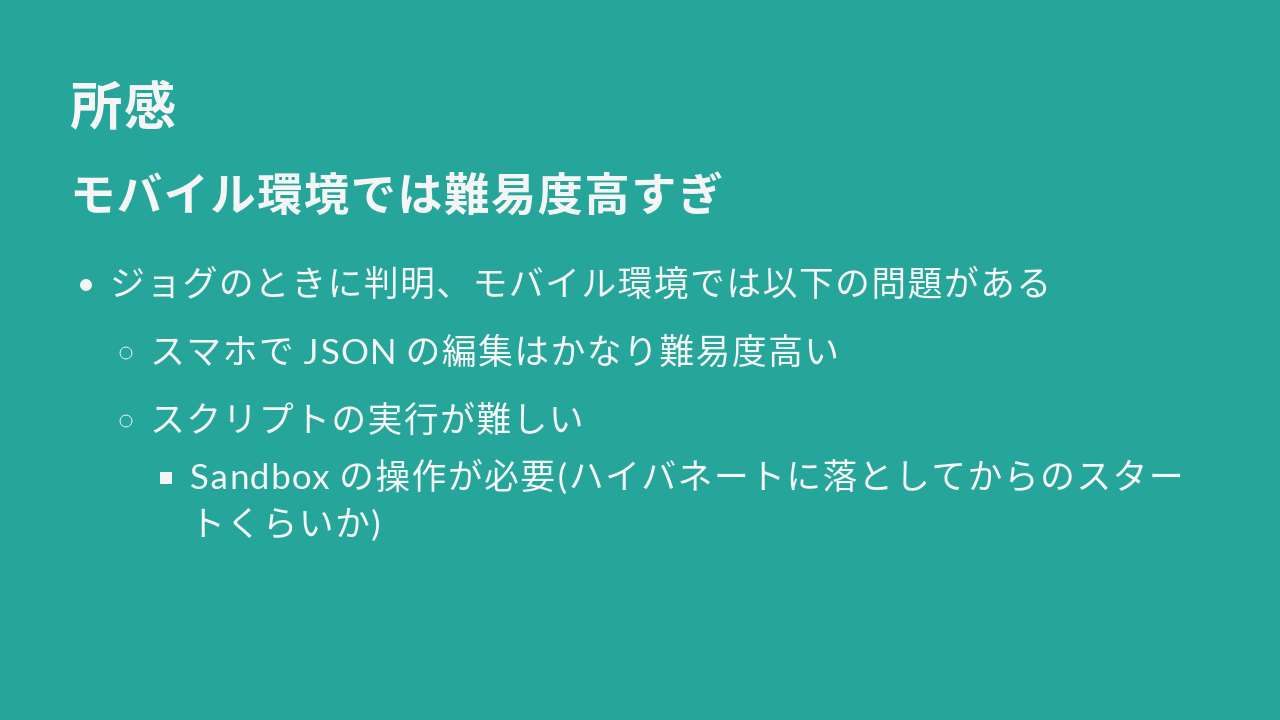 所感
モバイル環境では難易度高すぎ
ジョグのときに判明、モバイル環境では以下の問題がある
スマホで JSON の編集はかなり難易度高い
スクリプトの実行が難しい
Sandbox の操作が必要(ハイバネートに落としてからのスター
トくらいか)